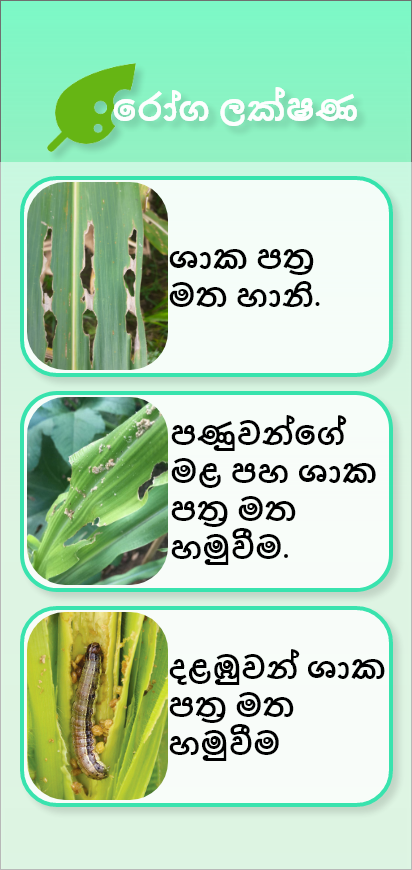 රෝග ලක්ෂණ
ශාක පත්‍ර
මත හානි.
පණුවන්ගේ
මළ පහ ශාක
පත්‍ර මත
හමුවීම.
දළඹුවන් ශාක
පත්‍ර මත
හමුවීම